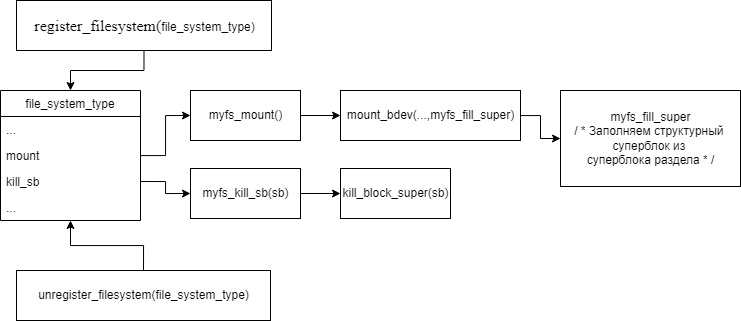 register_filesystem(file_system_type)
file_system_type
...
mount
kill_sb
...
myfs_mount()
mount_bdev(...,myfs_fill_super)
myfs_fill_super
/ * Заполняем структурный
суперблок из
суперблока раздела * /
myfs_kill_sb(sb)
kill_block_super(sb)
unregister_filesystem(file_system_type)